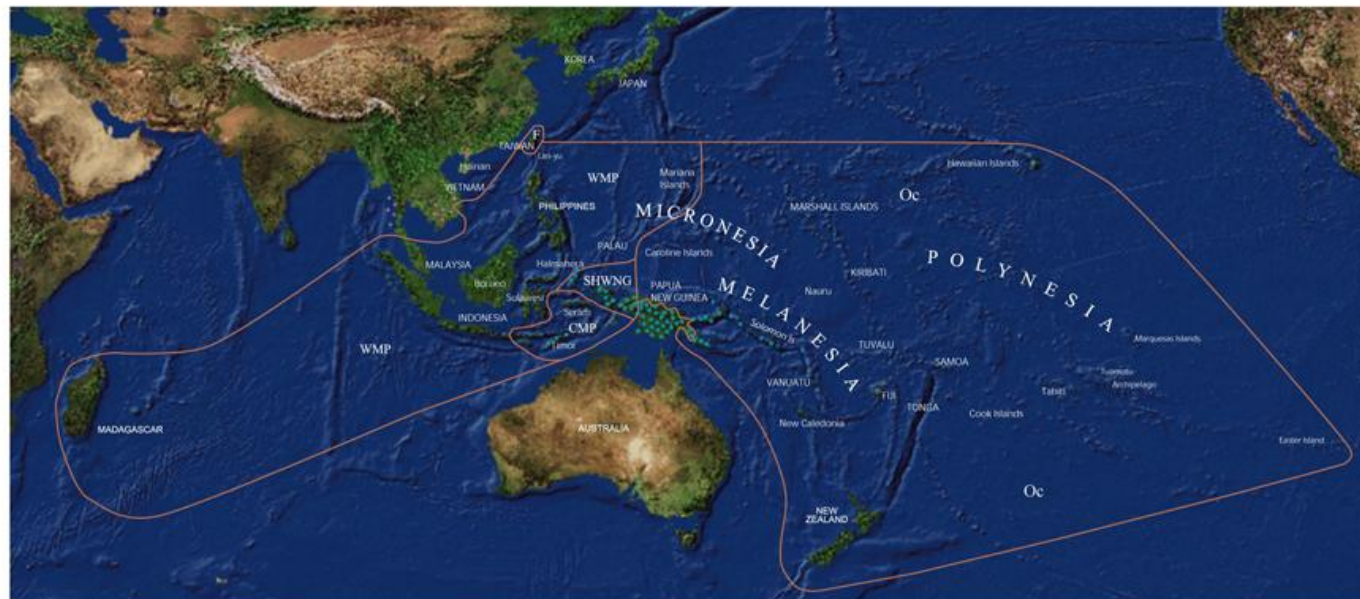 KOREA
JAPAN
F
TAIWAN
Lan-yu
Hainan
VIETNAM
WMP
Mariana
Islands
Hawaiian Islands
Oc
PHILIPPINES
MICRONESIA
MARSHALL ISLANDS
PALAU
Caroline Islands
POLYNESIA
MALAYSIA
Halmahera
Borneo
SHWNG
KIRIBATI
PAPUA
NEW GUINEA
MELANESIA
Nauru
Sulawesi
INDONESIA
Seram
CMP
Timor
Solomon Is
WMP
TUVALU
SAMOA
Marquesas Islands
Tuamotu
Archipelago
VANUATU
FIJI
TONGA
Tahiti
Cook Islands
New Caledonia
MADAGASCAR
AUSTRALIA
Easter Island
Oc
NEW
ZEALAND